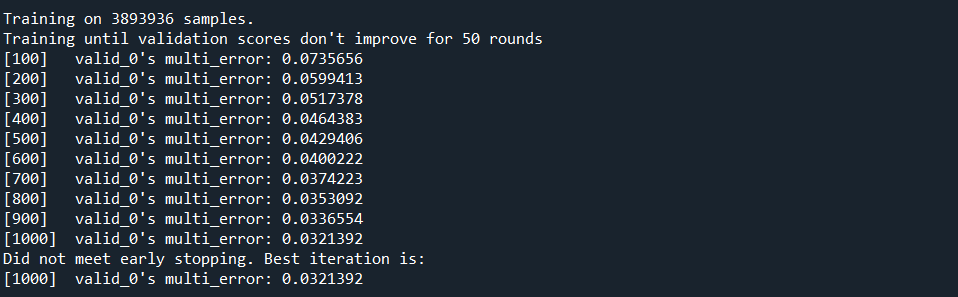 Training on 3893936 samples.
Training until validation scores don't improve for 50 rounds
[100]   valid_0's multi_error: 0.0735656
[200]   valid_0's multi_error: 0.0599413
[300]   valid_0's multi_error: 0.0517378
[400]   valid_0's multi_error: 0.0464383
[500]   valid_0's multi_error: 0.0429406
[600]   valid_0's multi_error: 0.0400222
[700]   valid_0's multi_error: 0.0374223
[800]   valid_0's multi_error: 0.0353092
[900]   valid_0's multi_error: 0.0336554
[1000]  valid_0's multi_error: 0.0321392
Did not meet early stopping. Best iteration is:
[1000]  valid_0's multi_error: 0.0321392